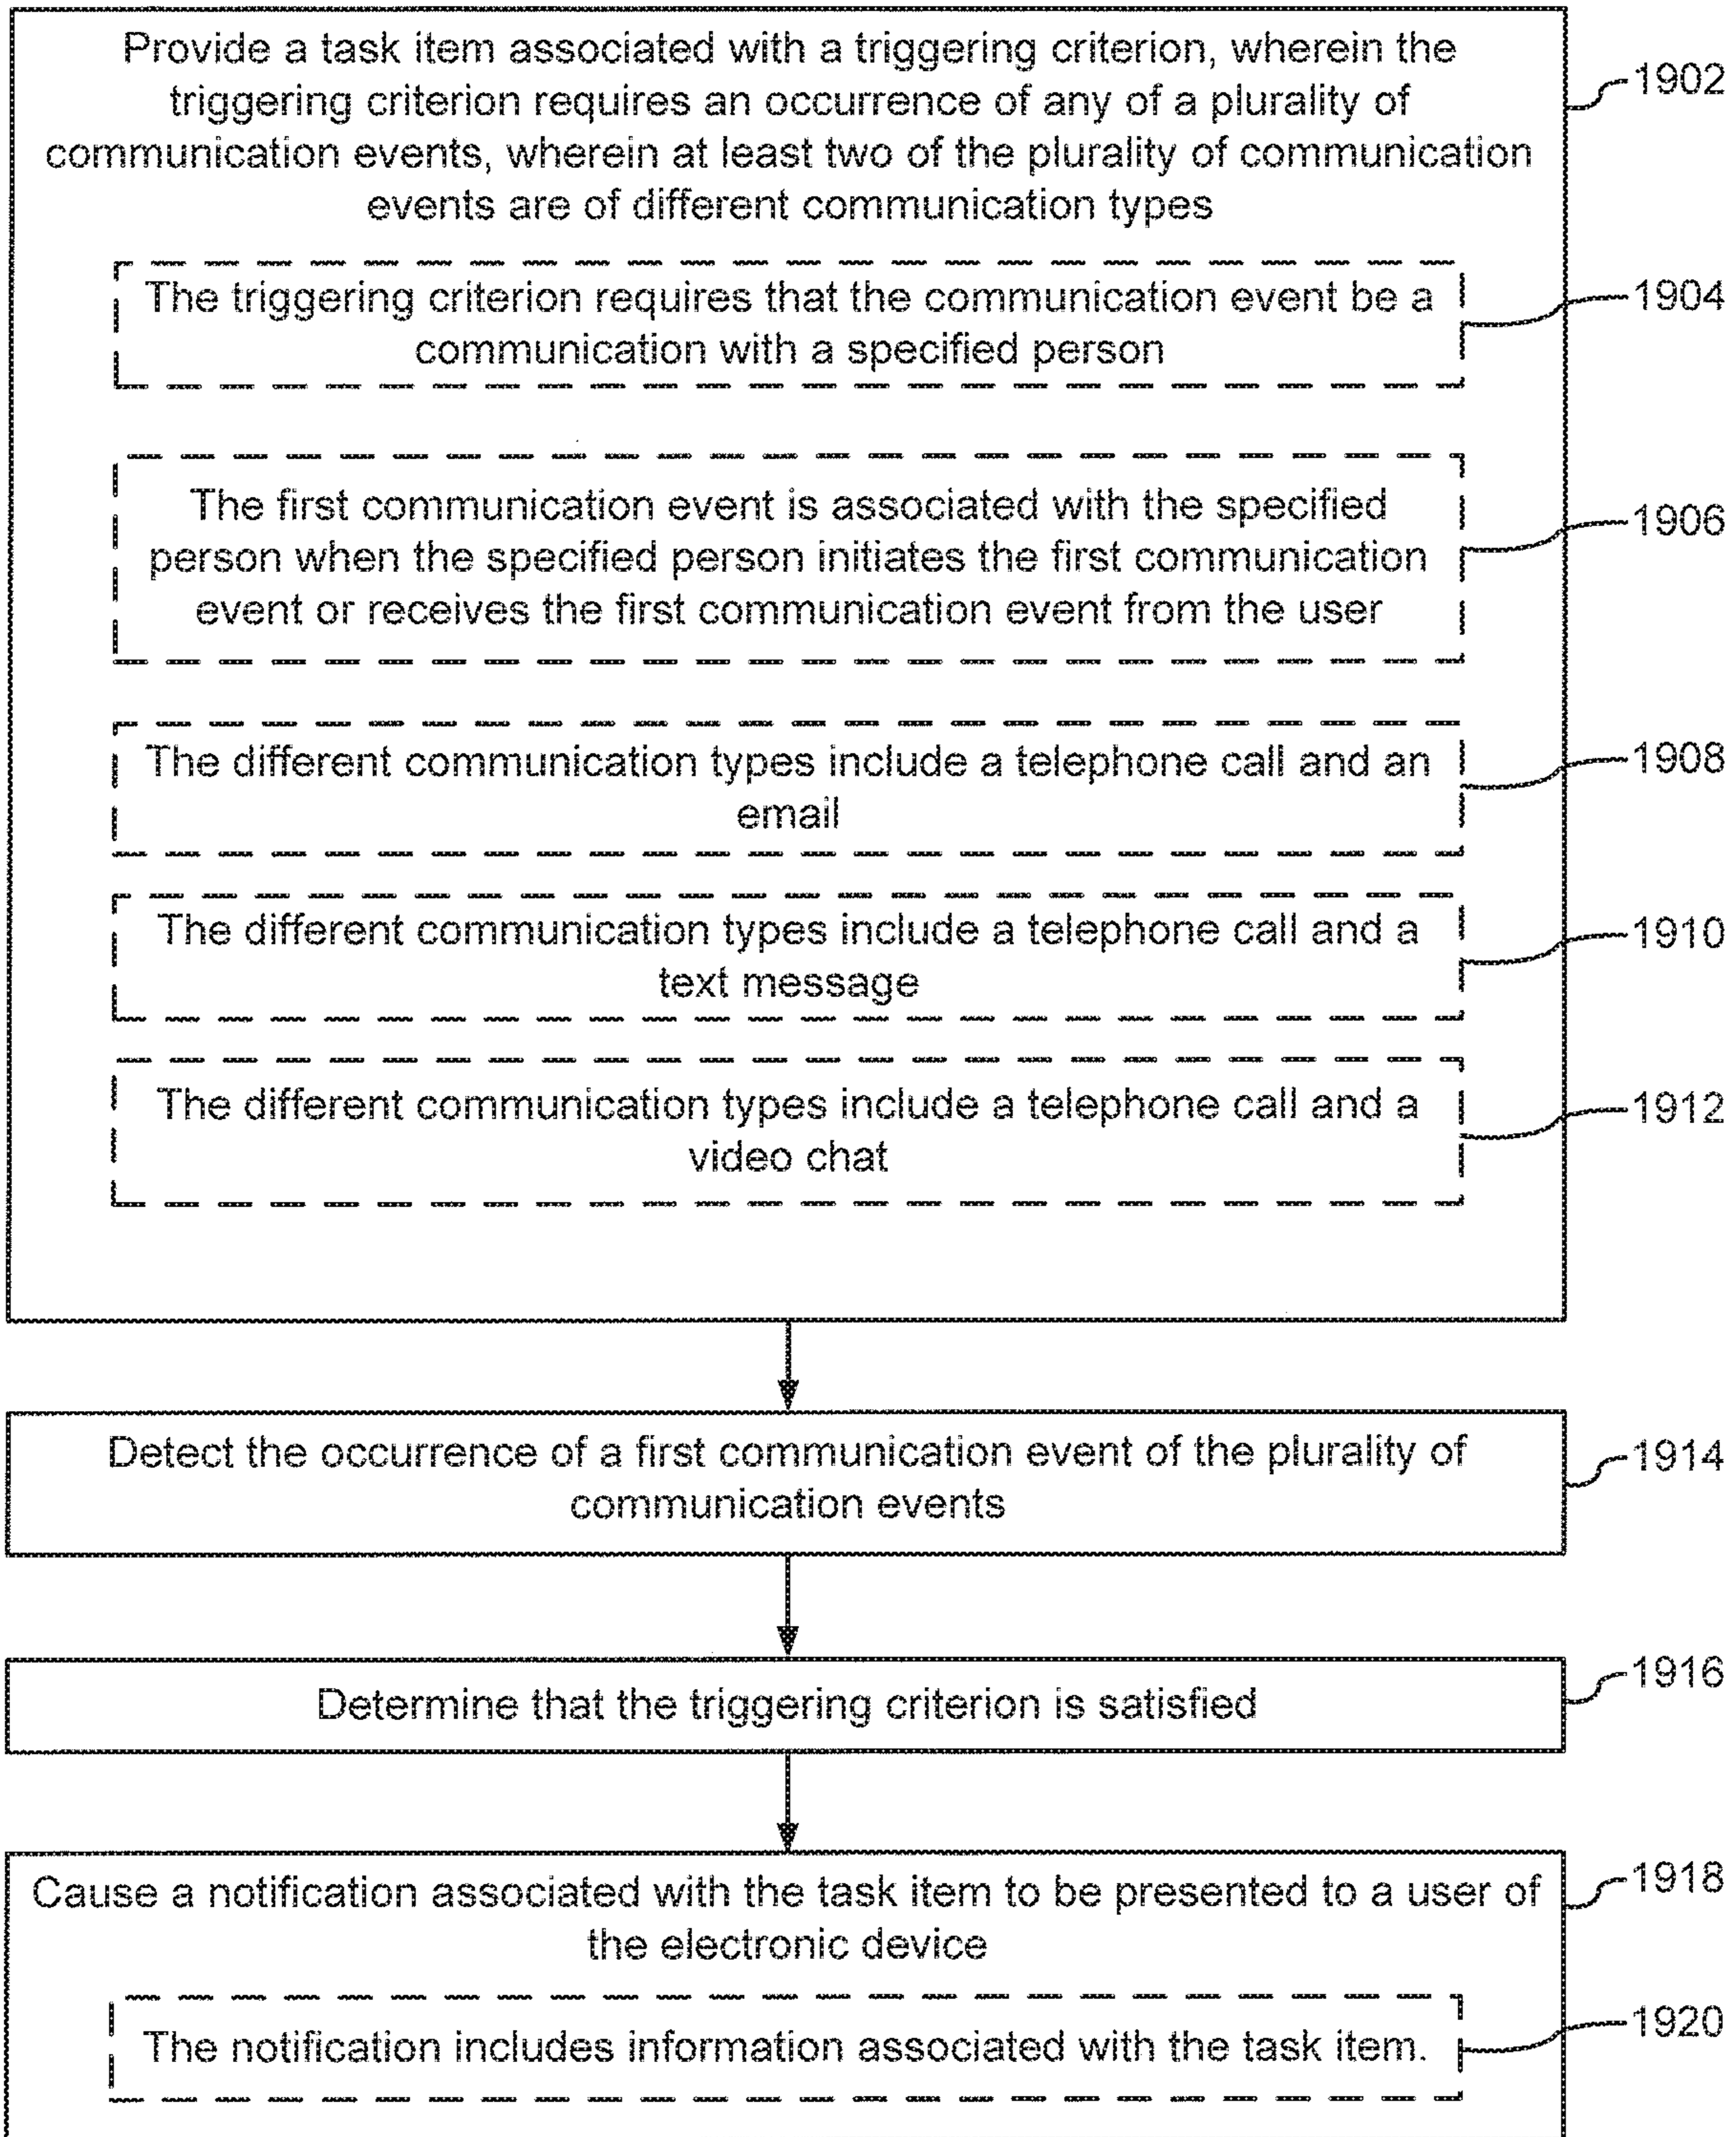 Provide a task item associated with a triggering criterion, wherein the
triggering criterion requires an occurrence of any of a plurality of
communication events, wherein at least two of the plurality of communication
events are of different communication types
1902
The triggering criterion requires that the communication event be a
communication with a specified person
1904
The first communication event is associated with the specified
person when the specified person initiates the first communication
event or receives the first communication event from the user
1906
The different communication types include a telephone call and an
email
1908
The different communication types include a telephone call and a
text message
1910
The different communication types include a telephone call and a
video chat
1912
Detect the occurrence of a first communication event of the plurality of
communication events
1914
Determine that the triggering criterion is satisfied
1916
Cause a notification associated with the task item to be presented to a user of
the electronic device
1918
The notification includes information associated with the task item.
1920